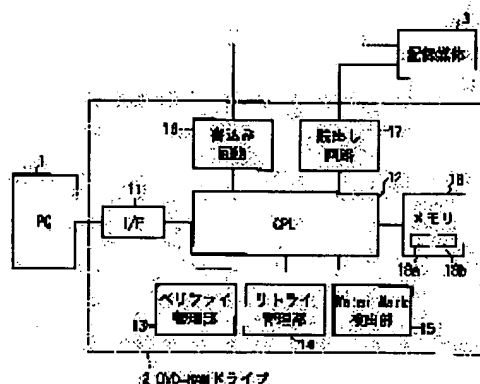 3
記録媒体
16
書込み
回路
読出し
回路
17
12
1
PC
11
I/F
CPU
18
メモリ
18a
18b
ベリファイ
管理部
13
リトライ
管理部
14
Water Mark
検出部
15
2 DVD-RAMドライブ